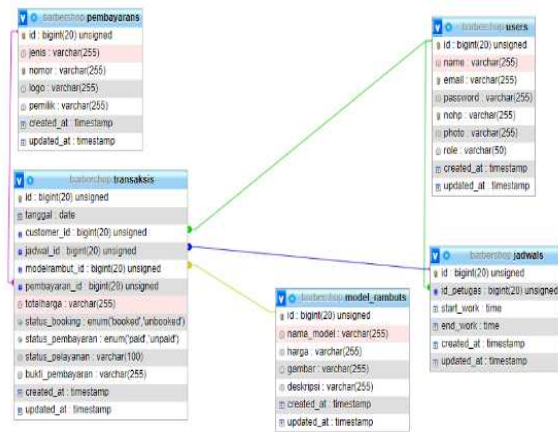 barbershop pembayarans
id : bigint(20) unsigned
jenis : varchar(255)
nomor : varchar(255)
logo : varchar(255)
pemilik : varchar(255)
created_at : timestamp
updated_at : timestamp
barbershop users
id : bigint(20) unsigned
name : varchar(255)
email : varchar(255)
password : varchar(255)
nohp : varchar(255)
photo : varchar(255)
role : varchar(50)
created_at : timestamp
updated_at : timestamp
barbershop transaksis
id : bigint(20) unsigned
tanggal : date
customer_id : bigint(20) unsigned
jadwal_id : bigint(20) unsigned
modelrambut_id : bigint(20) unsigned
pembayaran_id : bigint(20) unsigned
totalharga : varchar(255)
status_booking : enum('booked','unbooked')
status_pembayaran : enum('paid','unpaid')
status_pelayanan : varchar(100)
bukti_pembayaran : varchar(255)
created_at : timestamp
updated_at : timestamp
barbershop model_rambuts
id : bigint(20) unsigned
nama_model : varchar(255)
harga : varchar(255)
gambar : varchar(255)
deskripsi : varchar(255)
created_at : timestamp
updated_at : timestamp
barbershop jadwals
id : bigint(20) unsigned
id_petugas : bigint(20) unsigned
start_work : time
end_work : time
created_at : timestamp
updated_at : timestamp